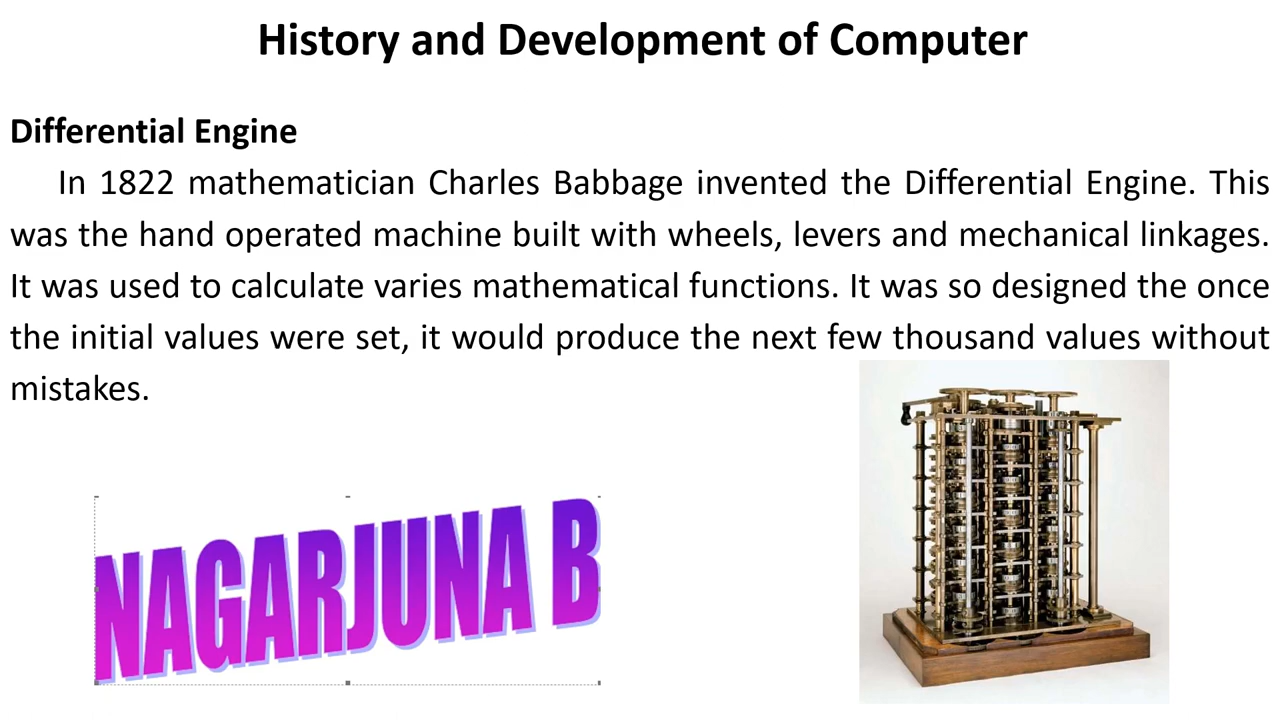 History and Development of Computer
Differential Engine
In 1822 mathematician Charles Babbage invented the Differential Engine. This
was the hand operated machine built with wheels, levers and mechanical linkages.
It was used to calculate varies mathematical functions. It was so designed the once
the initial values were set, it would produce the next few thousand values without
mistakes.
NAGARJUNA B